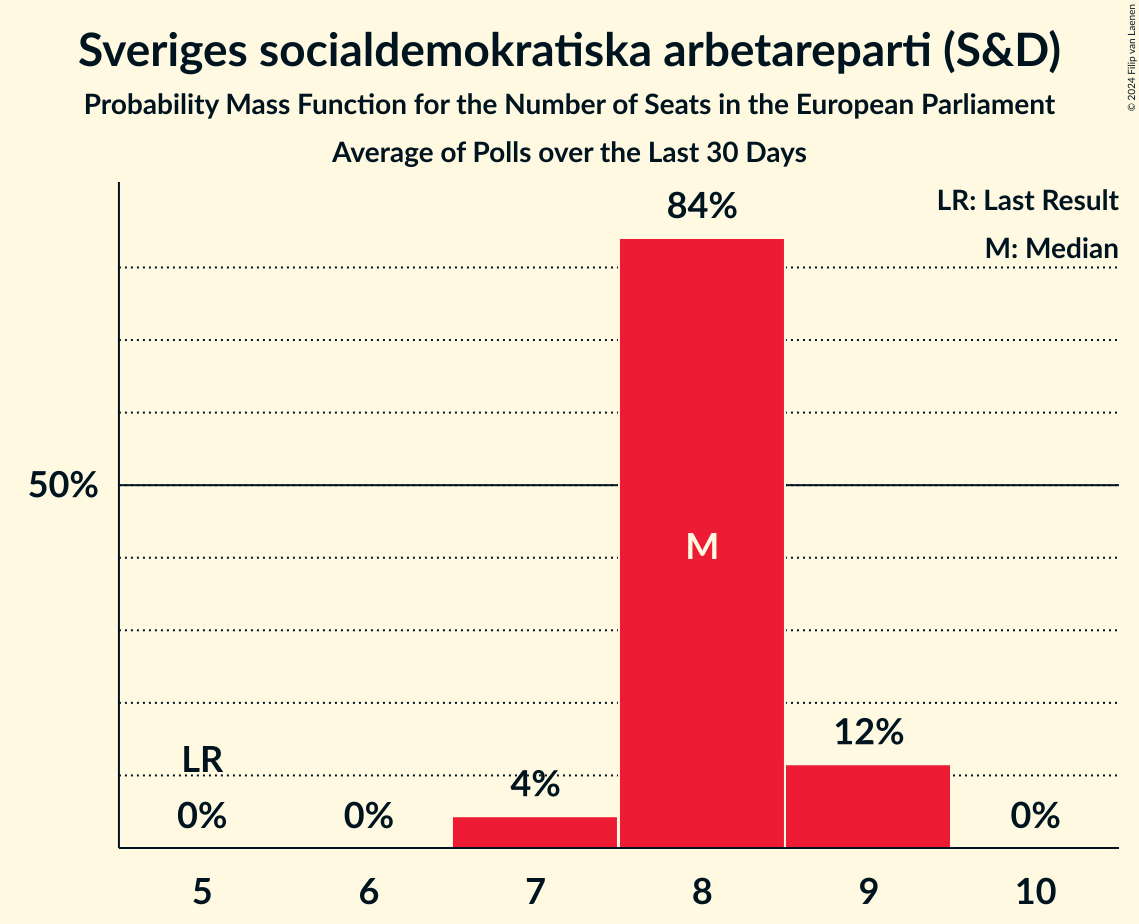 Sveriges socialdemokratiska arbetareparti (S&D)
Probability Mass Function for the Number of Seats in the European Parliament
Average of Polls over the Last 30 Days
© 2024 Filip van Laenen
LR: Last Result
M: Median
84%
50%
M
12%
LR
4%
0%
0%
0%
5
6
7
8
9
10